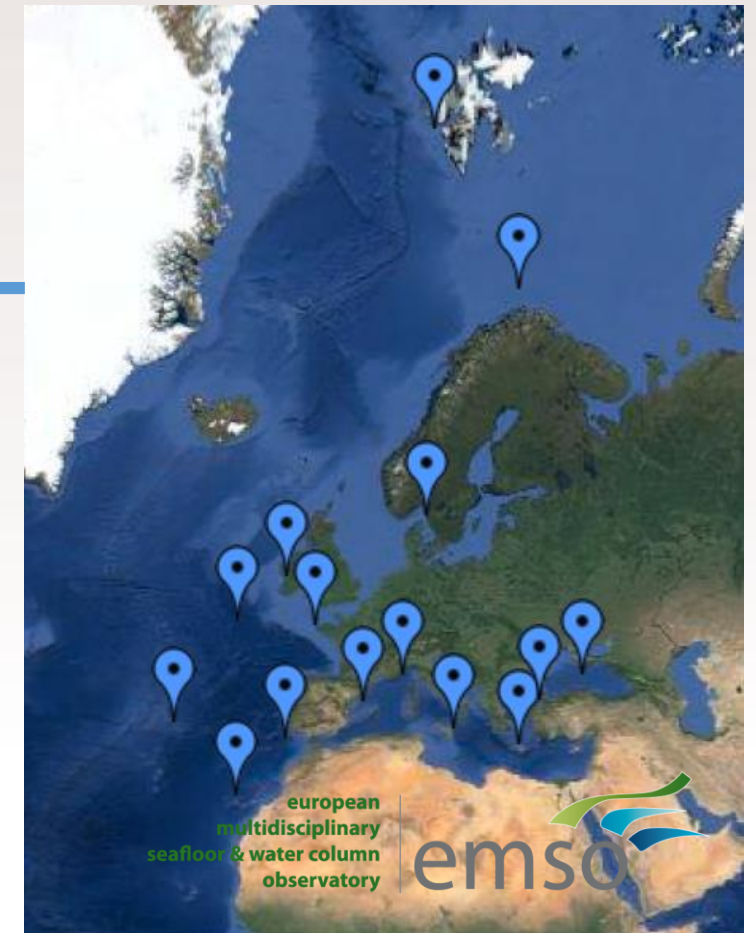 european
multidisciplinary
seafloor & water column
observatory
emso